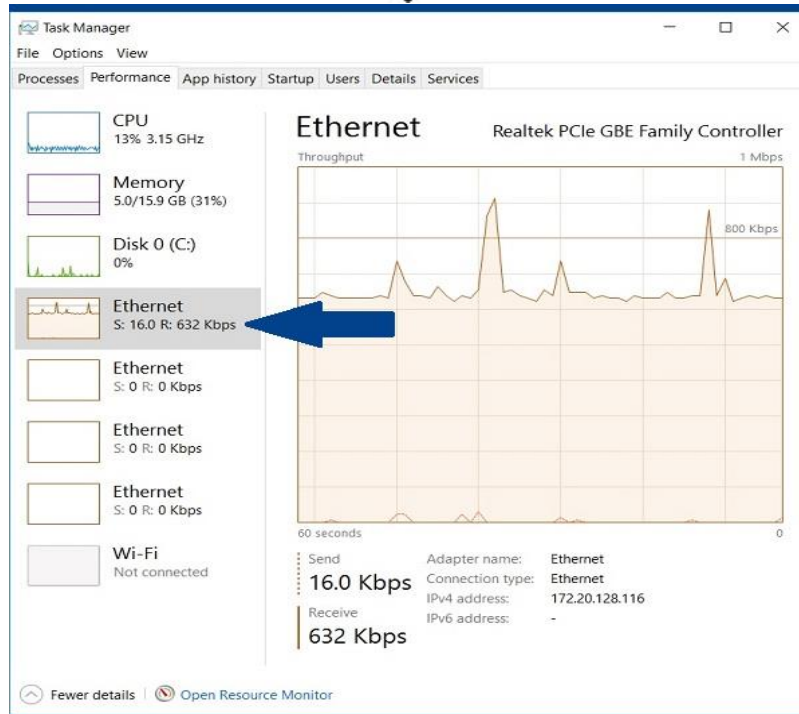 Task Manager
File Options View
Processes Performance App history Startup Users Details Services
CPU
13% 3.15 GHz
Memory
5.0/15.9 GB (31%)
Disk 0 (C:)
0%
Ethernet
S: 16.0 R: 632 Kbps
Ethernet
S: 0 R: 0 Kbps
Ethernet
S: 0 R: 0 Kbps
Ethernet
S: 0 R: 0 Kbps
Wi-Fi
Not connected
Ethernet Realtek PCIe GBE Family Controller
Throughput 1 Mbps
800 Kbps
60 seconds 0
Send
16.0 Kbps
Receive
632 Kbps
Adapter name: Ethernet
Connection type: Ethernet
IPv4 address: 172.20.128.116
IPv6 address: -
Fewer details Open Resource Monitor